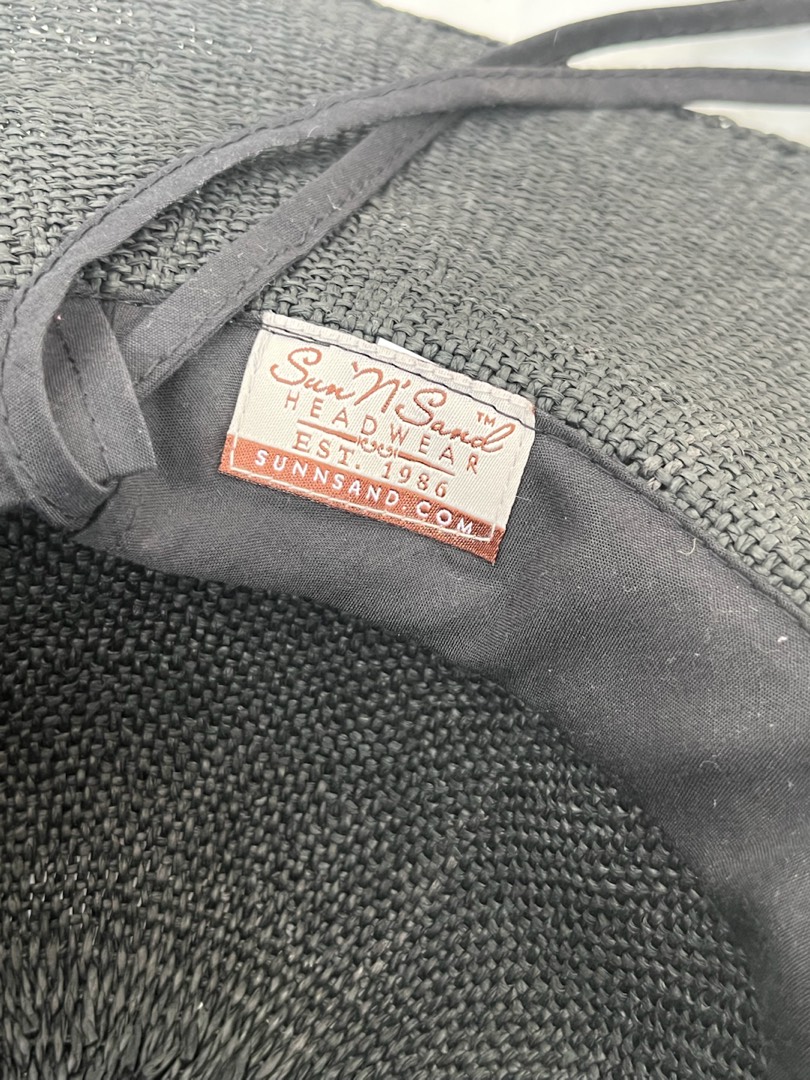 Sun 'N' Sand™
HEADWEAR
EST. 1986
SUNNSAND.COM